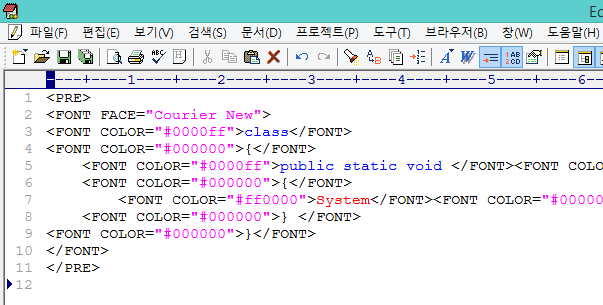 Ed
파일(F) 편집(E) 보기(V) 검색(S) 문서(D) 프로젝트(P) 도구(T) 브라우저(B) 창(W) 도움말(H)
----+----1----+----2----+----3----+----4----+----5----+----6--
1 <PRE>
2 <FONT FACE="Courier New">
3 <FONT COLOR="#0000ff">class</FONT>
4 <FONT COLOR="#000000">{</FONT>
5     <FONT COLOR="#0000ff">public static void </FONT><FONT COLO
6     <FONT COLOR="#000000">{</FONT>
7         <FONT COLOR="#ff0000">System</FONT><FONT COLOR="#00000
8     <FONT COLOR="#000000">} </FONT>
9 <FONT COLOR="#000000">}</FONT>
10 </FONT>
11 </PRE>
12